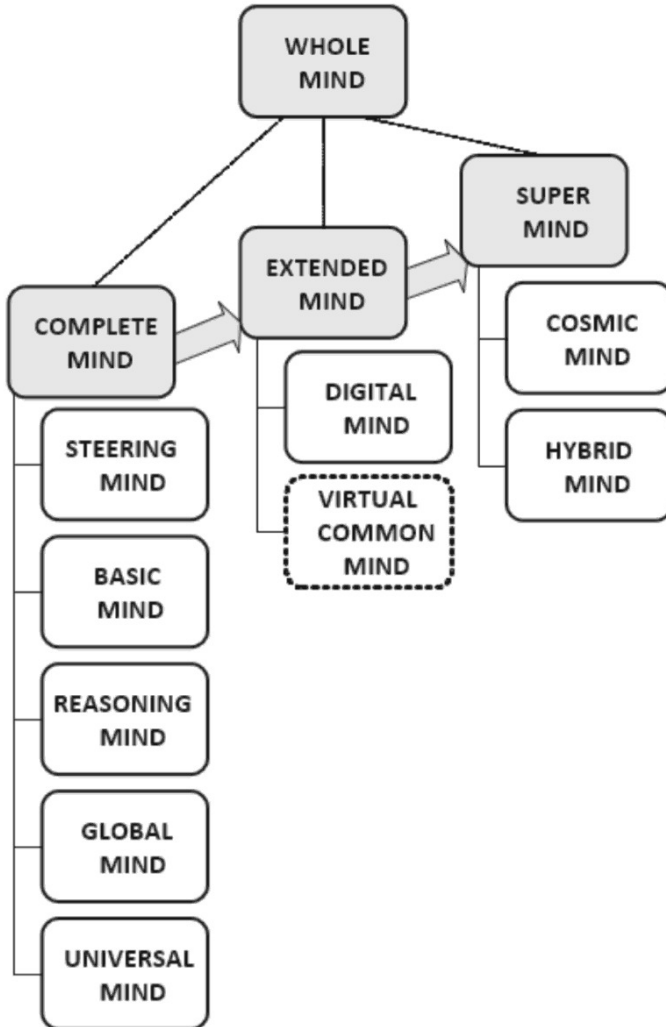 WHOLE
MIND
SUPER
MIND
EXTENDED
MIND
COMPLETE
MIND
COSMIC
MIND
DIGITAL
MIND
STEERING
MIND
HYBRID
MIND
VIRTUAL
COMMON
MIND
BASIC
MIND
REASONING
MIND
GLOBAL
MIND
UNIVERSAL
MIND